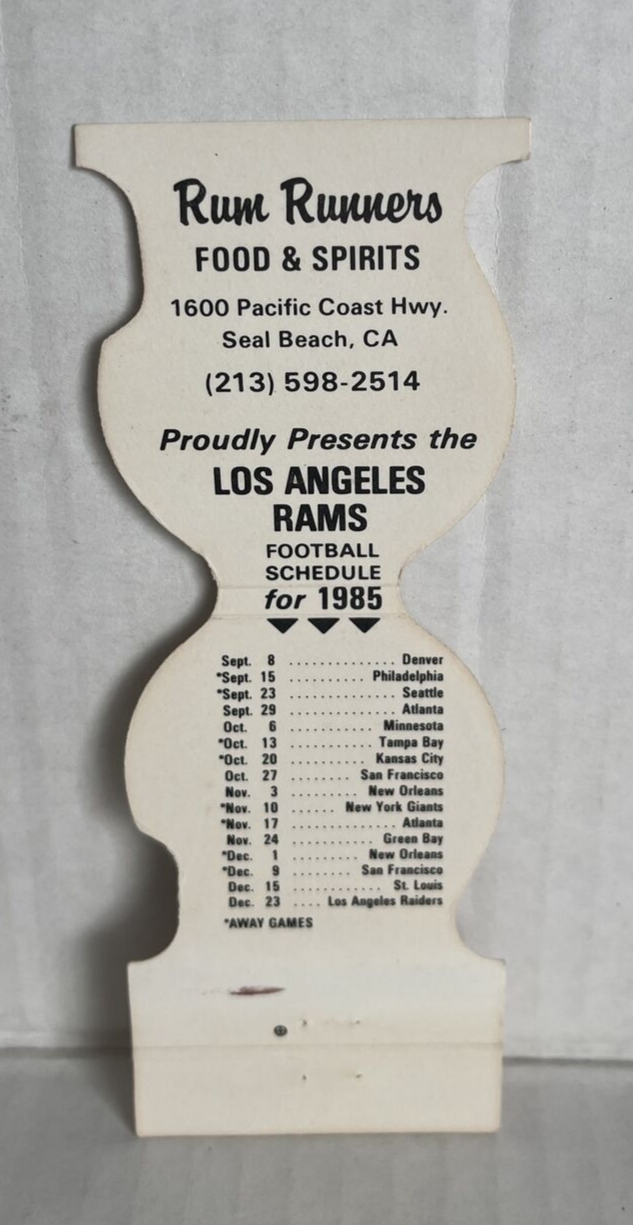 Rum Runners
FOOD & SPIRITS
1600 Pacific Coast Hwy.
Seal Beach, CA
(213) 598-2514
Proudly Presents the
LOS ANGELES
RAMS
FOOTBALL
SCHEDULE
for 1985
Sept. 8 .............. Denver
*Sept. 15 .......... Philadelphia
*Sept. 23 .............. Seattle
Sept. 29 .............. Atlanta
Oct. 6 ........... Minnesota
*Oct. 13 ........... Tampa Bay
*Oct. 20 .......... Kansas City
Oct. 27 ........ San Francisco
Nov. 3 ......... New Orleans
*Nov. 10 ...... New York Giants
*Nov. 17 .............. Atlanta
Nov. 24 ........... Green Bay
*Dec. 1 ......... New Orleans
*Dec. 9 ........ San Francisco
Dec. 15 ............ St. Louis
Dec. 23 .... Los Angeles Raiders
*AWAY GAMES